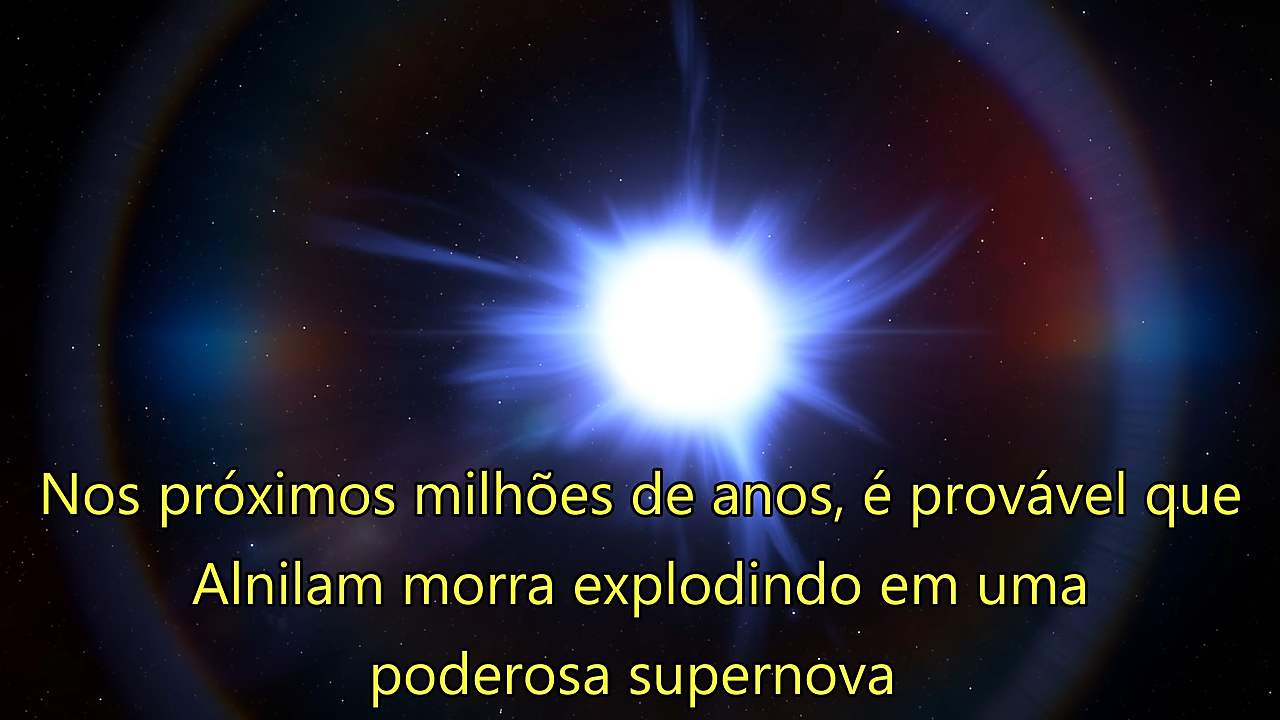 Nos próximos milhões de anos, é provável que
Alnilam morra explodindo em uma
poderosa supernova